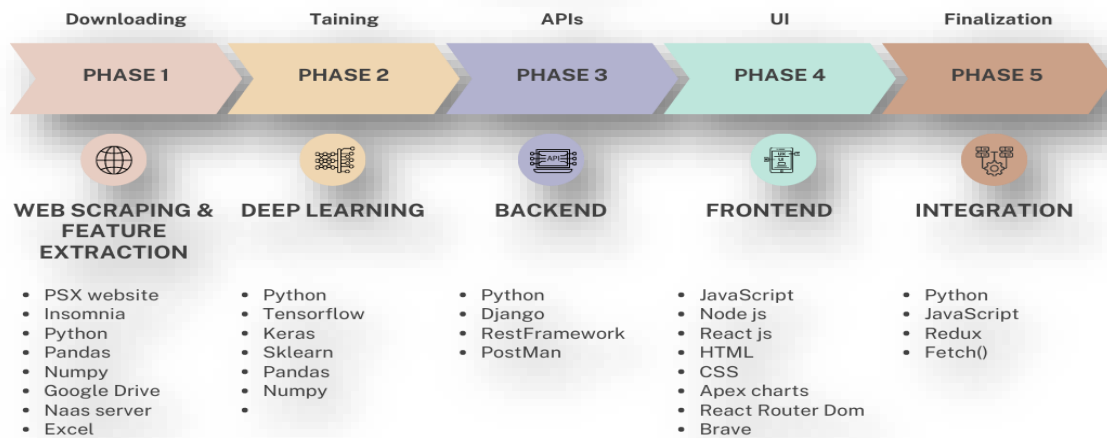 Downloading
Taining
APIs
UI
Finalization
PHASE 1
PHASE 2
PHASE 3
PHASE 4
PHASE 5
API
WEB SCRAPING &
FEATURE
EXTRACTION
• PSX website
• Insomnia
• Python
• Pandas
• Numpy
• Google Drive
• Naas server
• Excel
DEEP LEARNING
• Python
• Tensorflow
• Keras
• Sklearn
• Pandas
• Numpy
•
BACKEND
• Python
• Django
• RestFramework
• PostMan
FRONTEND
• JavaScript
• Node js
• React js
• HTML
• CSS
• Apex charts
• React Router Dom
• Brave
INTEGRATION
• Python
• JavaScript
• Redux
• Fetch()